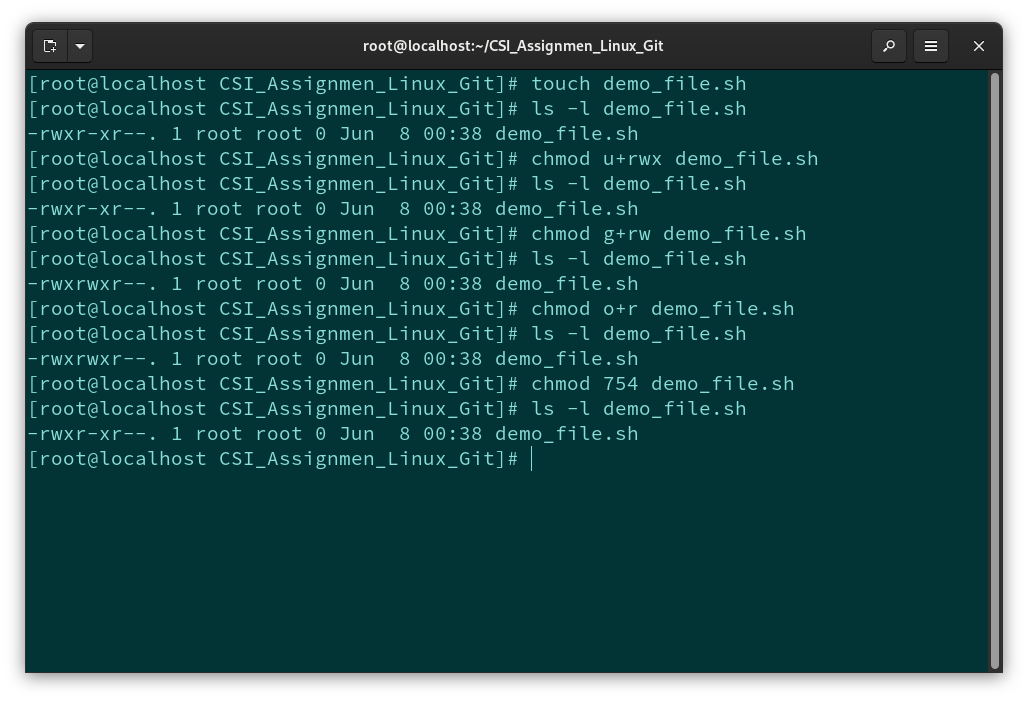 root@localhost:~/CSI_Assignmen_Linux_Git
[root@localhost CSI_Assignmen_Linux_Git]# touch demo_file.sh
[root@localhost CSI_Assignmen_Linux_Git]# ls -l demo_file.sh
-rwxr-xr--. 1 root root 0 Jun  8 00:38 demo_file.sh
[root@localhost CSI_Assignmen_Linux_Git]# chmod u+rwx demo_file.sh
[root@localhost CSI_Assignmen_Linux_Git]# ls -l demo_file.sh
-rwxr-xr--. 1 root root 0 Jun  8 00:38 demo_file.sh
[root@localhost CSI_Assignmen_Linux_Git]# chmod g+rw demo_file.sh
[root@localhost CSI_Assignmen_Linux_Git]# ls -l demo_file.sh
-rwxrwxr--. 1 root root 0 Jun  8 00:38 demo_file.sh
[root@localhost CSI_Assignmen_Linux_Git]# chmod o+r demo_file.sh
[root@localhost CSI_Assignmen_Linux_Git]# ls -l demo_file.sh
-rwxrwxr--. 1 root root 0 Jun  8 00:38 demo_file.sh
[root@localhost CSI_Assignmen_Linux_Git]# chmod 754 demo_file.sh
[root@localhost CSI_Assignmen_Linux_Git]# ls -l demo_file.sh
-rwxr-xr--. 1 root root 0 Jun  8 00:38 demo_file.sh
[root@localhost CSI_Assignmen_Linux_Git]#